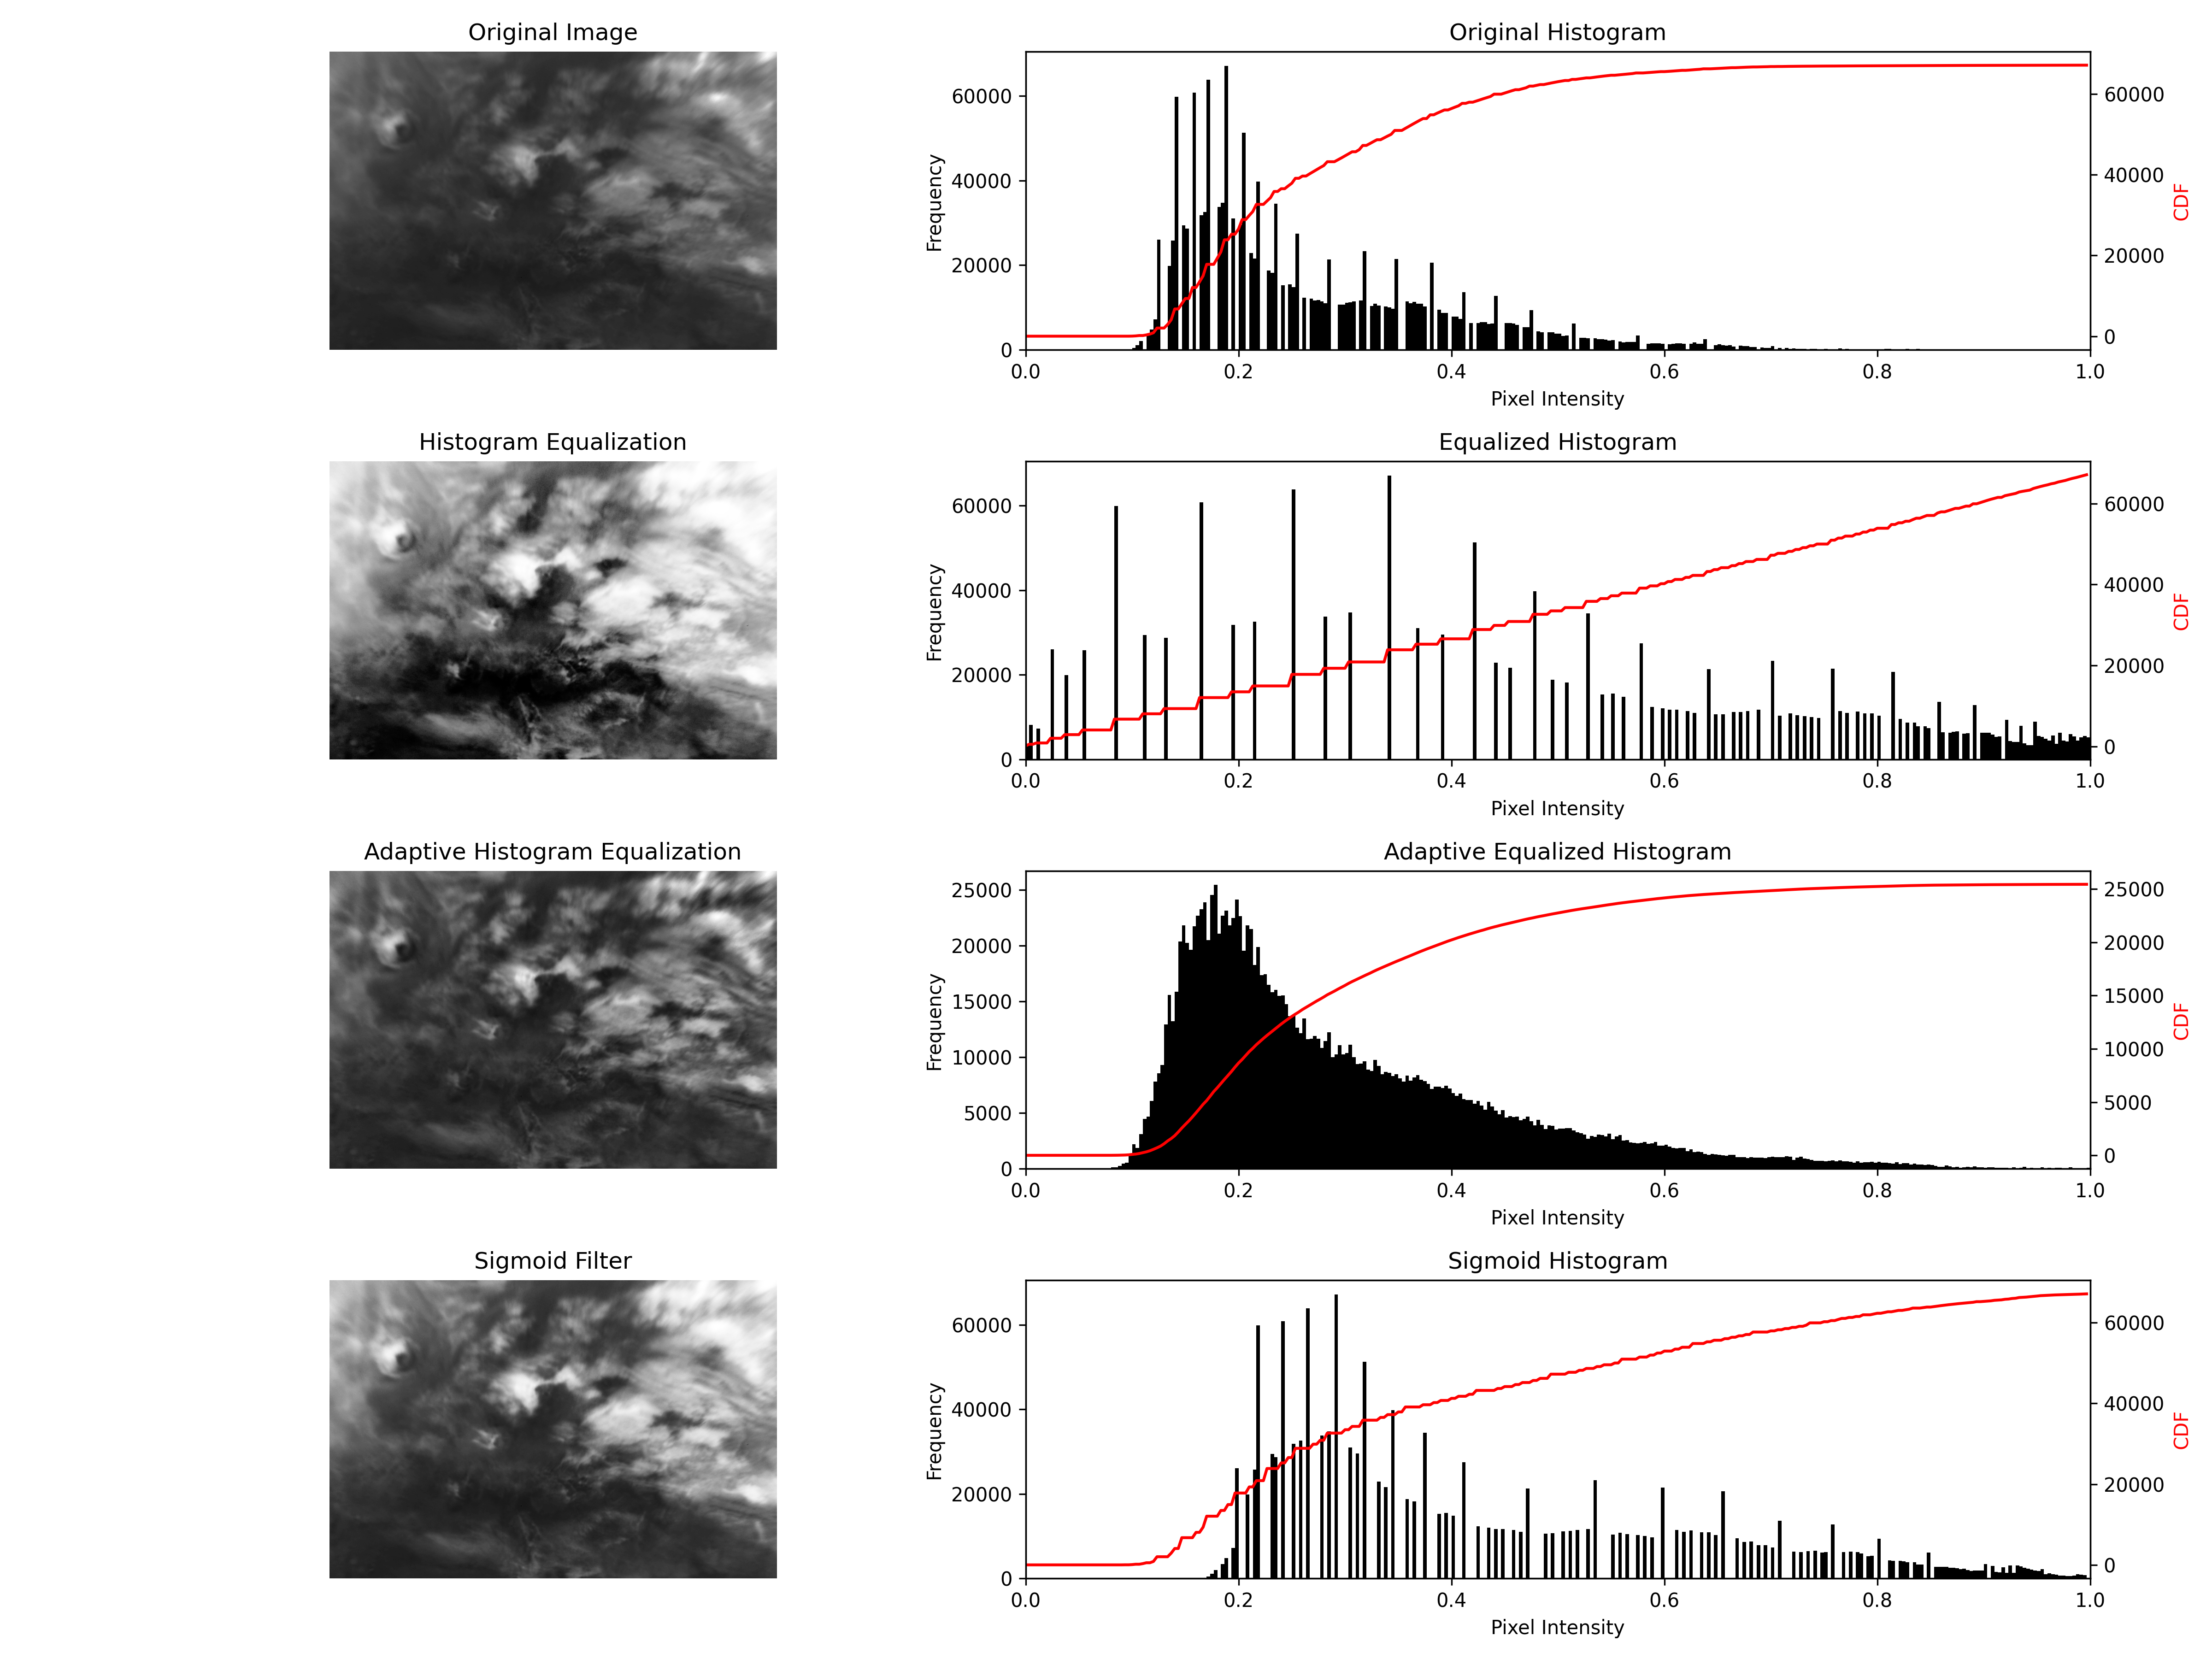 Original Image
Original Histogram
60000
40000
20000
0
Frequency
60000
40000
20000
0
CDF
0.0 0.2 0.4 0.6 0.8 1.0
Pixel Intensity
Histogram Equalization
Equalized Histogram
60000
40000
20000
0
Frequency
60000
40000
20000
0
CDF
0.0 0.2 0.4 0.6 0.8 1.0
Pixel Intensity
Adaptive Histogram Equalization
Adaptive Equalized Histogram
25000
20000
15000
10000
5000
0
Frequency
25000
20000
15000
10000
5000
0
CDF
0.0 0.2 0.4 0.6 0.8 1.0
Pixel Intensity
Sigmoid Filter
Sigmoid Histogram
60000
40000
20000
0
Frequency
60000
40000
20000
0
CDF
0.0 0.2 0.4 0.6 0.8 1.0
Pixel Intensity